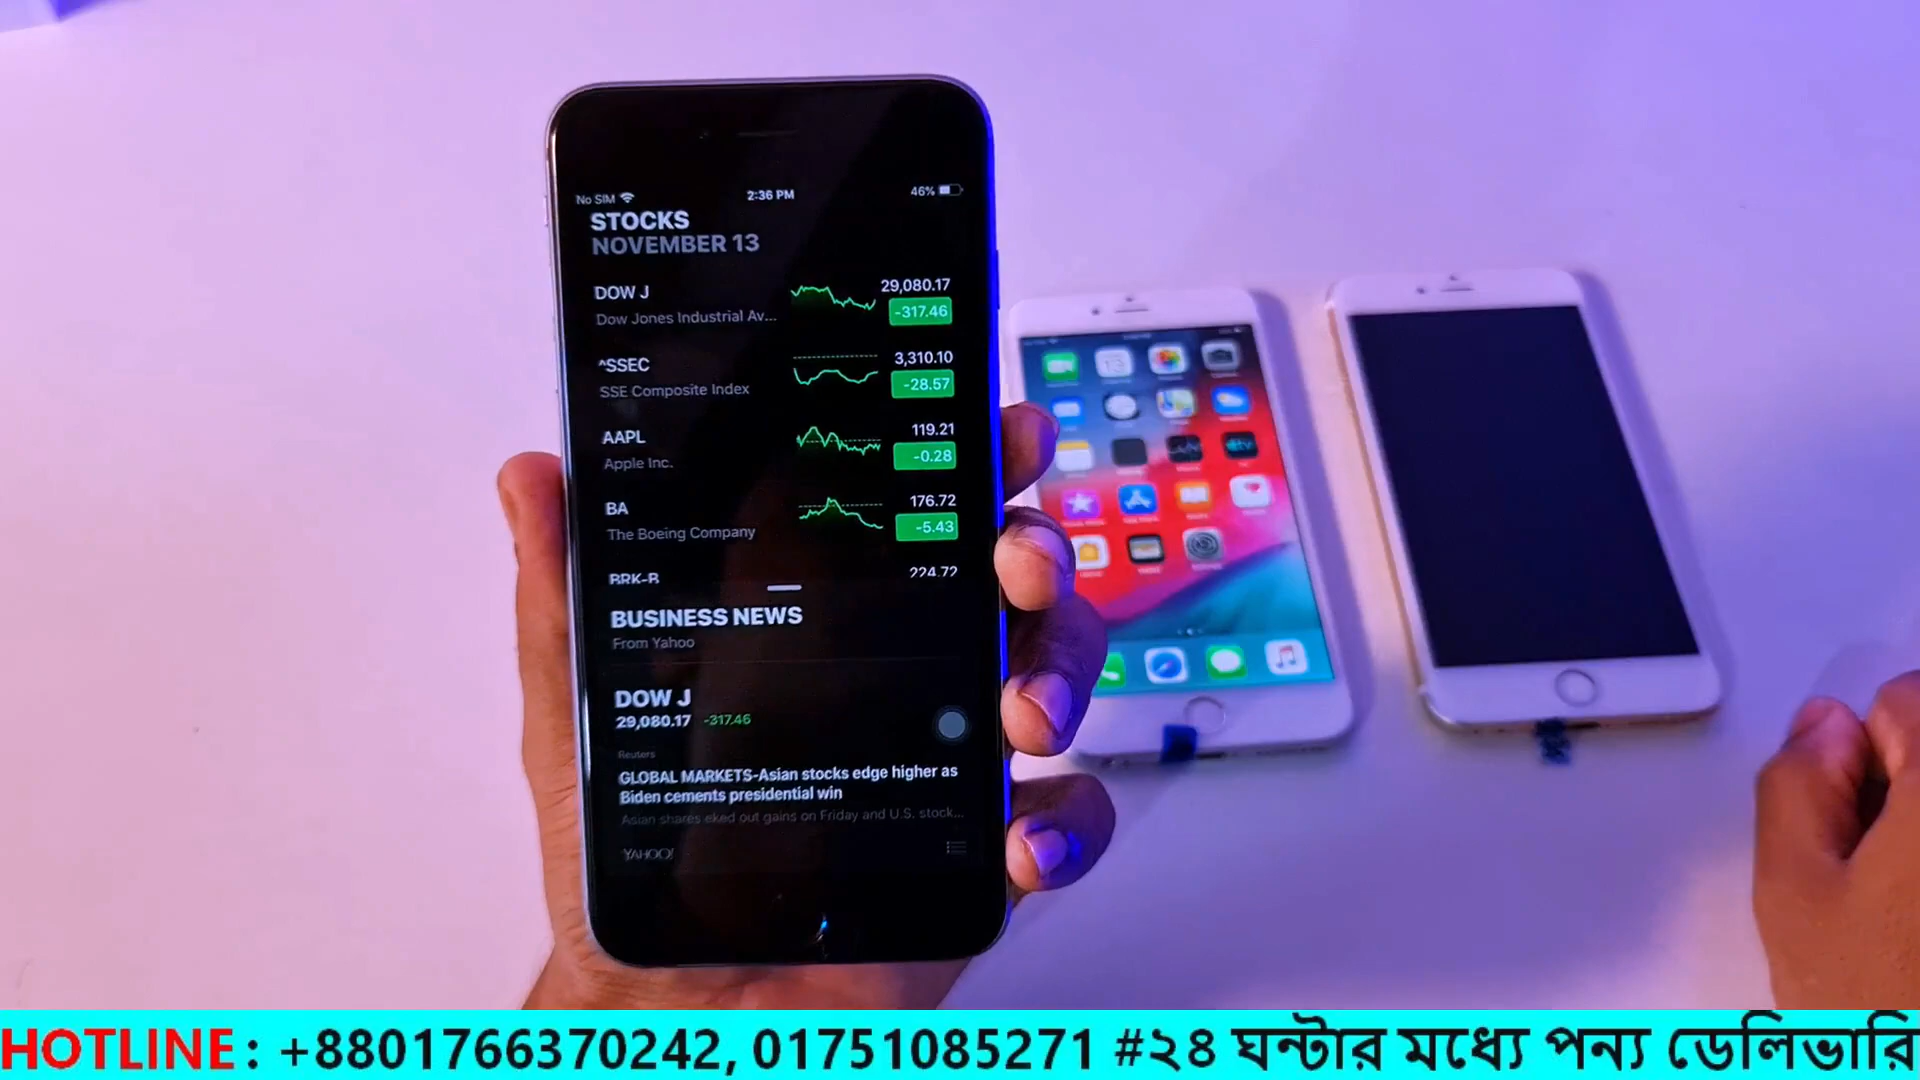 No SIM 2:36 PM 46%
STOCKS
NOVEMBER 13
DOW J 29,080.17
Dow Jones Industrial Av... -317.46
^SSEC 3,310.10
SSE Composite Index -28.57
AAPL 119.21
Apple Inc. -0.28
BA 176.72
The Boeing Company -5.43
BRK-B 224.72
BUSINESS NEWS
From Yahoo
DOW J
29,080.17 -317.46
Reuters
GLOBAL MARKETS-Asian stocks edge higher as
Biden cements presidential win
Asian shares eked out gains on Friday and U.S. stock...
YAHOO!
HOTLINE : +8801766370242, 01751085271 #২৪ ঘন্টার মধ্যে পন্য ডেলিভারি